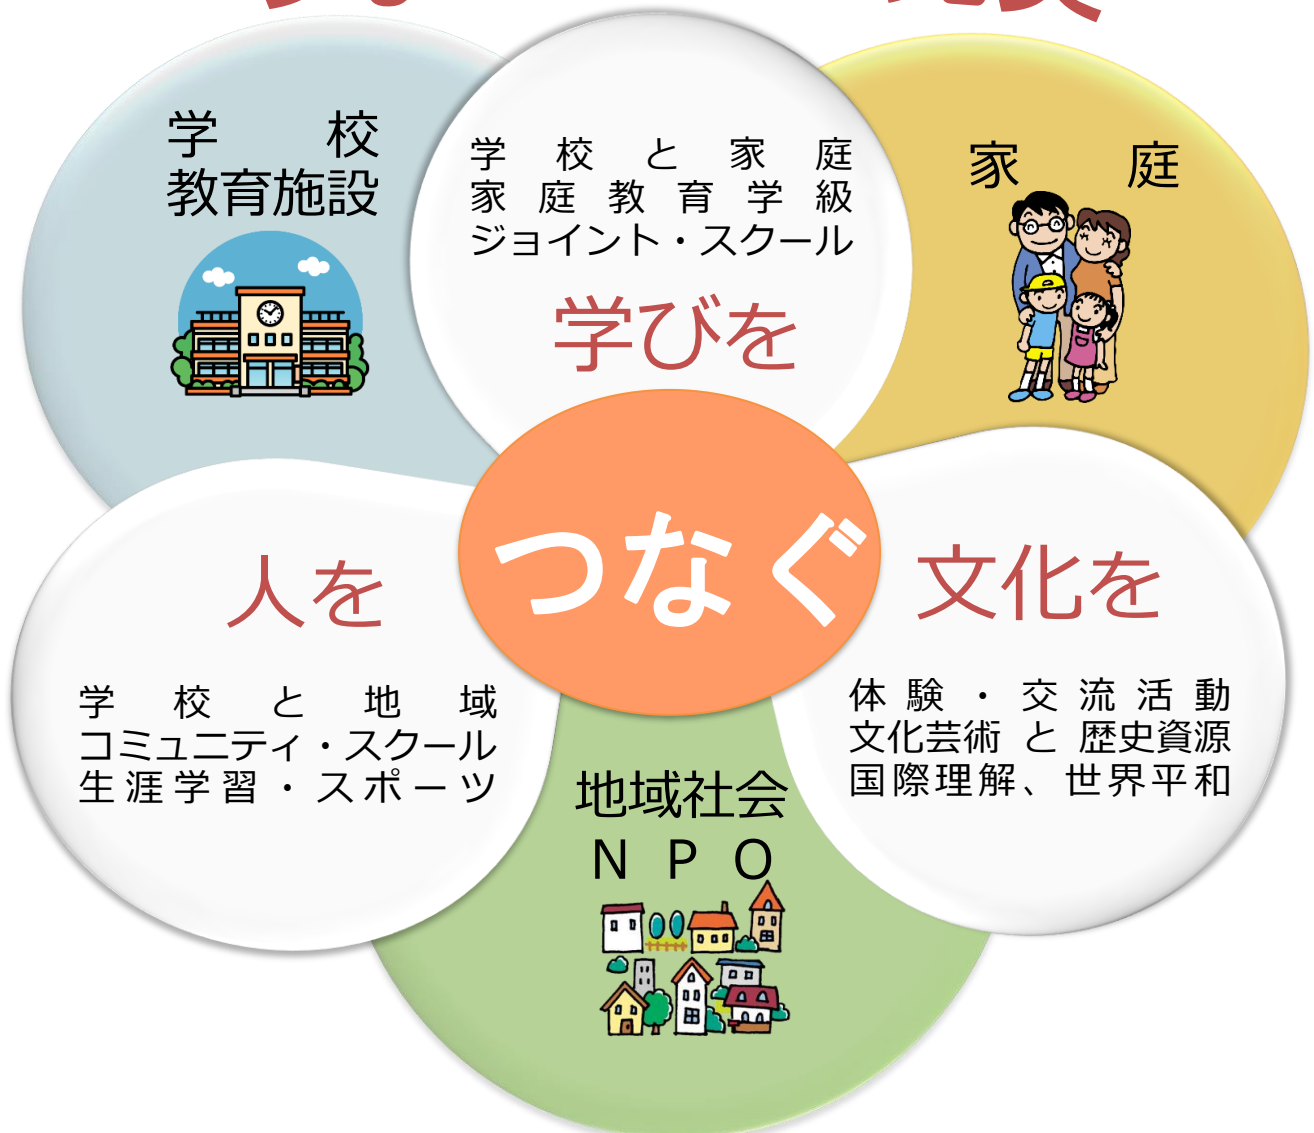 学校
教育施設
学校と家庭
家庭教育学級
ジョイント・スクール
学びを
家庭
つなぐ
人を
学校と地域
コミュニティ・スクール
生涯学習・スポーツ
文化を
体験・交流活動
文化芸術と歴史資源
国際理解、世界平和
地域社会
NPO